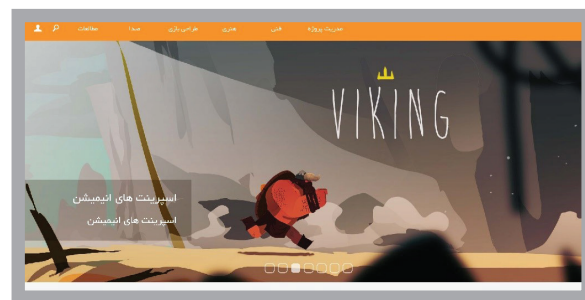 مدیریت پروژه فنی هنری طراحی بازی صدا مطالعات
VIKING
اسپرینت های انیمیشن
اسپرینت های انیمیشن